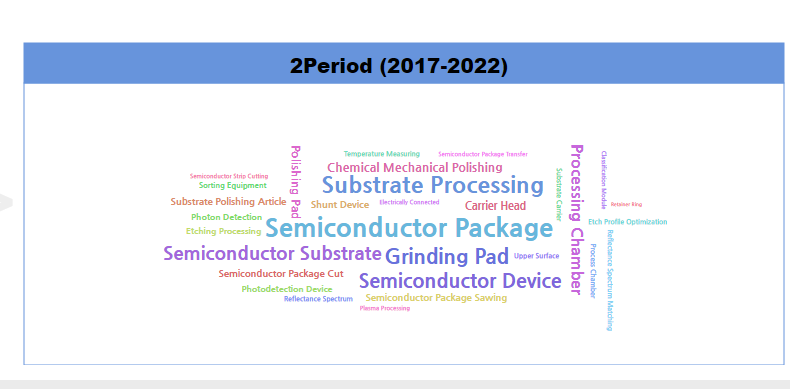 2Period (2017-2022)
Temperature Measuring
Semiconductor Package Transfer
Polishing Pad
Chemical Mechanical Polishing
Processing Chamber
Classification Module
Semiconductor Strip Cutting
Sorting Equipment
Substrate Processing
Substrate Carrier
Substrate Polishing Article
Shunt Device
Electrically Connected
Carrier Head
Retainer Ring
Photon Detection
Semiconductor Package
Etch Profile Optimization
Etching Processing
Reflectance Spectrum Matching
Semiconductor Substrate
Grinding Pad
Upper Surface
Process Chamber
Semiconductor Package Cut
Semiconductor Device
Photodetection Device
Reflectance Spectrum
Semiconductor Package Sawing
Plasma Processing